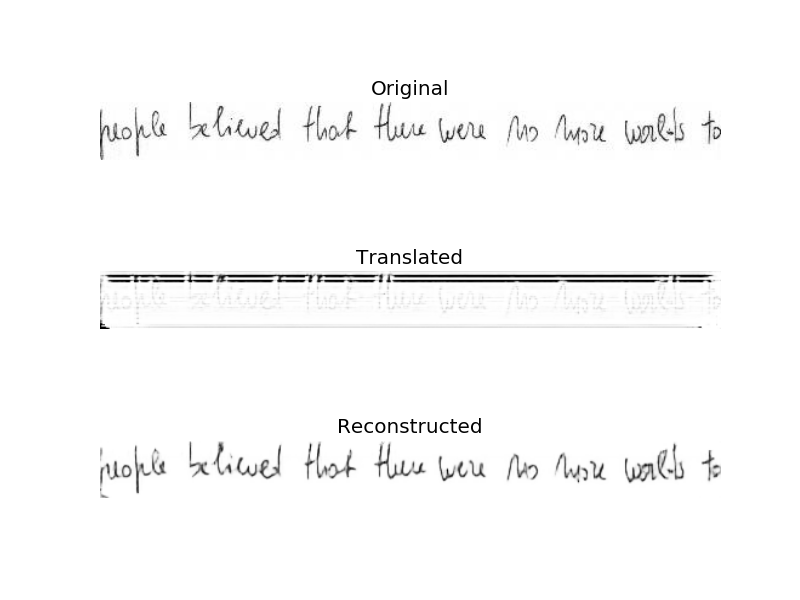 Original
people believed that there were no more worlds to
Translated
people believed that there were no more worlds to
Reconstructed
people believed that there were no more worlds to